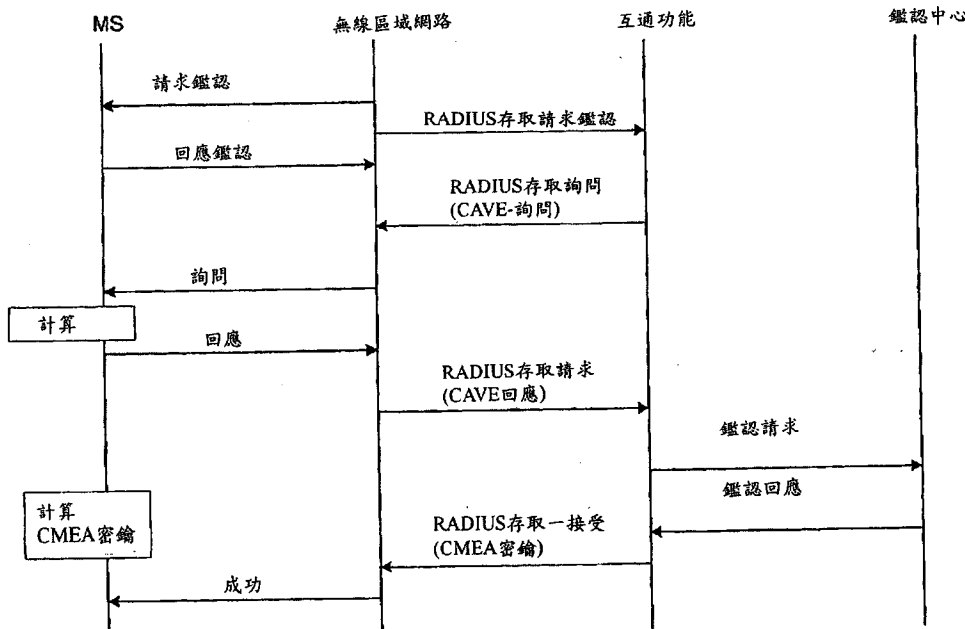 MS
無線區域網路
互通功能
鑑認中心
請求鑑認
RADIUS存取請求鑑認
回應鑑認
RADIUS存取詢問
(CAVE-詢問)
詢問
計算
回應
RADIUS存取請求
(CAVE回應)
鑑認請求
鑑認回應
計算
CMEA密鑰
RADIUS存取一接受
(CMEA密鑰)
成功